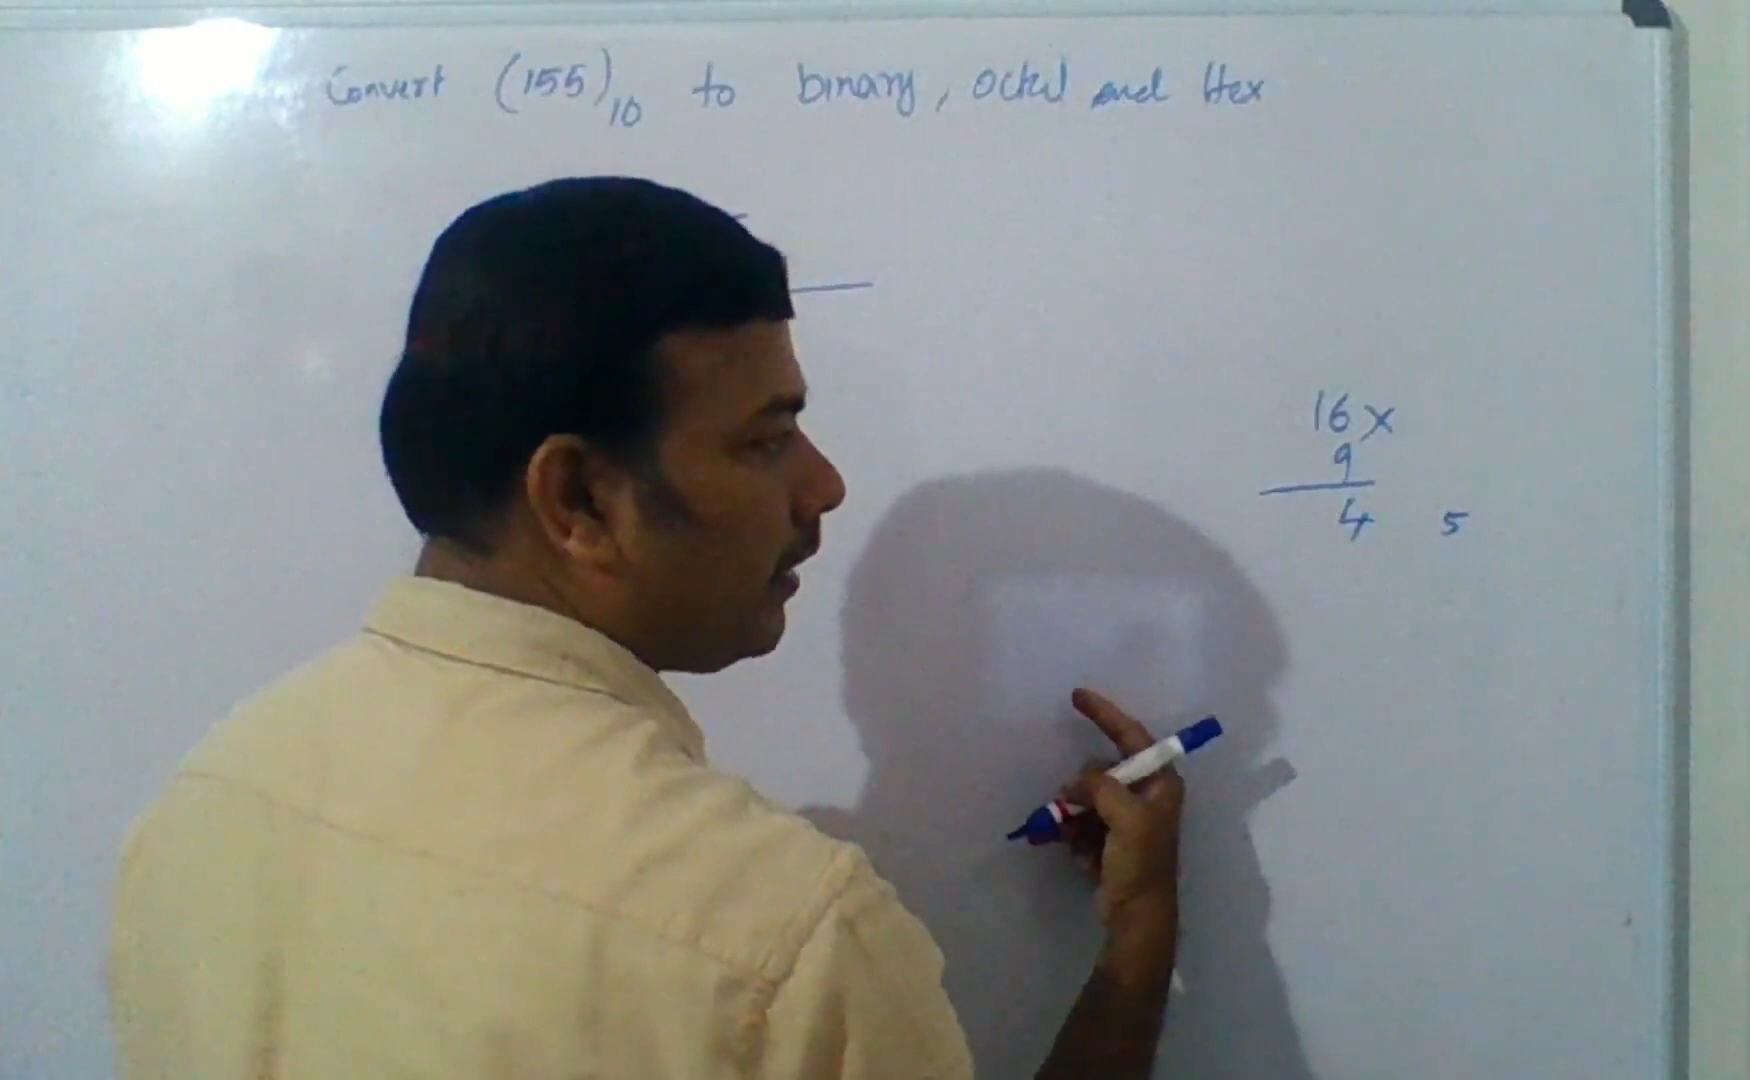 Convert (155)10 to binary, octal and Hex
16 x
9
4 5